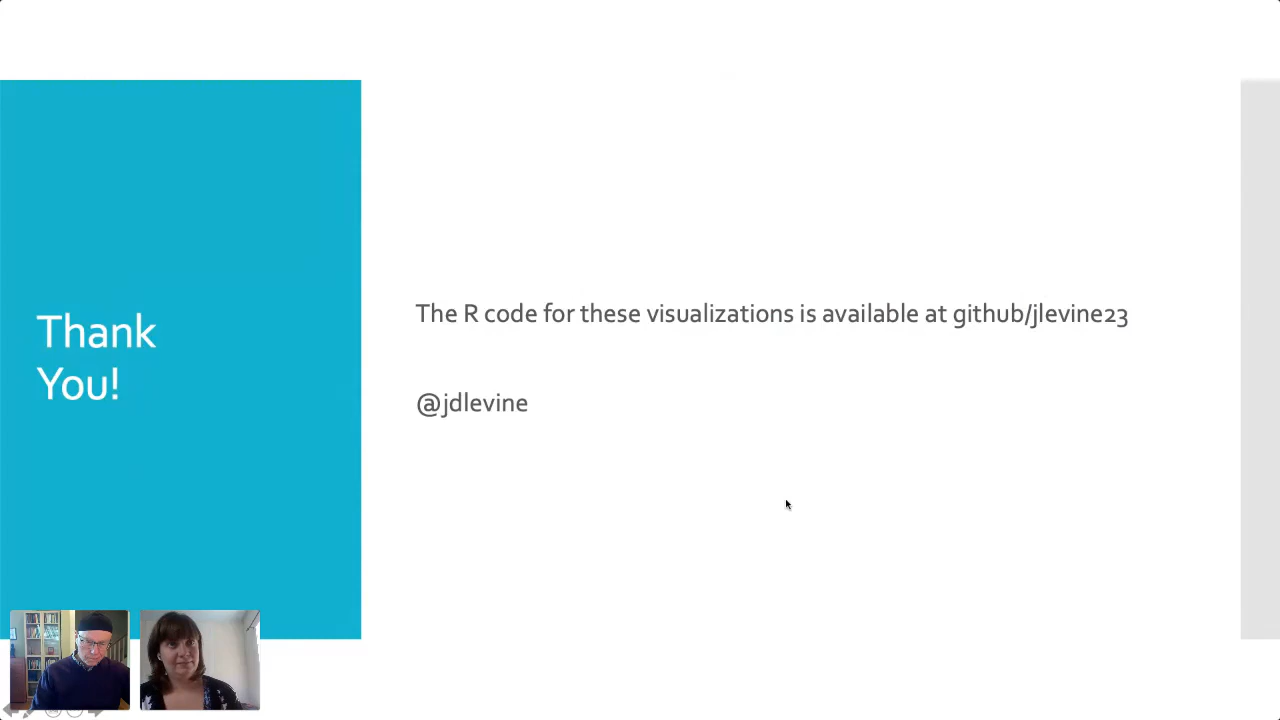 Thank
You!
The R code for these visualizations is available at github/jlevine23
@jdlevine